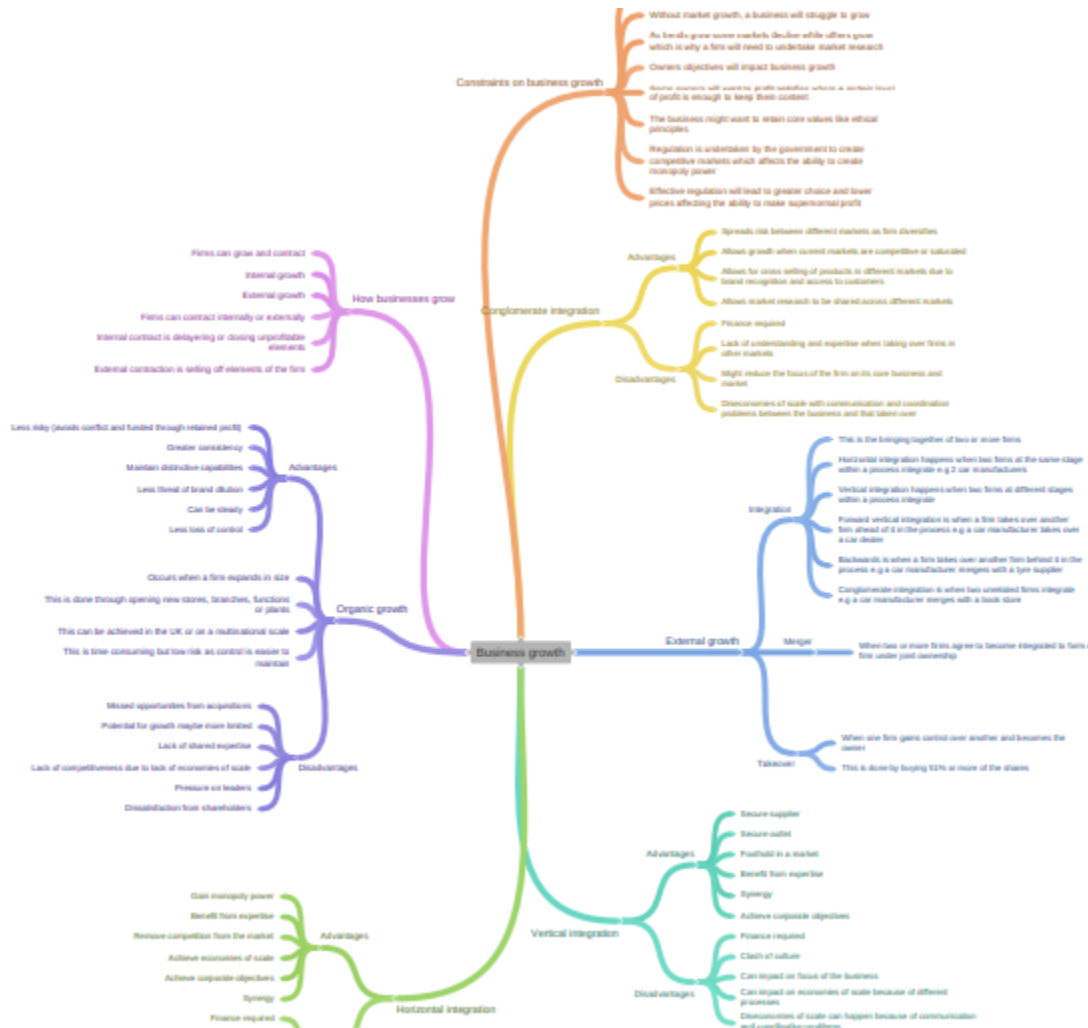 Without market growth, a business will struggle to grow
As trends grow some markets decline while others grow
which is why a firm will need to undertake market research
Constraints on business growth
Owners objectives will impact business growth
Some owners will want to profit satisfice where a certain level
of profit is enough to keep them content
The business might want to retain core values like ethical
principles
Regulation is undertaken by the government to create
competitive markets which affects the ability to create
monopoly power
Effective regulation will lead to greater choice and lower
prices affecting the ability to make supernormal profit
Conglomerate integration
Advantages
Spreads risk between different markets as firm diversifies
Allows growth when current markets are competitive or saturated
Allows for cross selling of products in different markets due to
brand recognition and access to customers
Allows market research to be shared across different markets
Disadvantages
Finance required
Lack of understanding and expertise when taking over firms in
other markets
Might reduce the focus of the firm on its core business and
market
Diseconomies of scale with communication and coordination
problems between the business and that taken over
How businesses grow
Firms can grow and contract
Internal growth
External growth
Firms can contract internally or externally
Internal contract is delayering or closing unprofitable
elements
External contraction is selling off elements of the firm
Organic growth
Advantages
Less risky (avoids conflict and funded through retained profit)
Greater consistency
Maintain distinctive capabilities
Less threat of brand dilution
Can be steady
Less loss of control
Occurs when a firm expands in size
This is done through opening new stores, branches, functions
or plants
This can be achieved in the UK or on a multinational scale
This is time consuming but low risk as control is easier to
maintain
Disadvantages
Missed opportunities from acquisitions
Potential for growth maybe more limited
Lack of shared expertise
Lack of competitiveness due to lack of economies of scale
Pressure on leaders
Dissatisfaction from shareholders
Business growth
External growth
Integration
This is the bringing together of two or more firms
Horizontal integration happens when two firms at the same stage
within a process integrate e.g 2 car manufacturers
Vertical integration happens when two firms at different stages
within a process integrate
Forward vertical integration is when a firm takes over another
firm ahead of it in the process e.g a car manufacturer takes over
a car dealer
Backwards is when a firm takes over another firm behind it in the
process e.g a car manufacturer mergers with a tyre supplier
Conglomerate integration is when two unrelated firms integrate
e.g a car manufacturer merges with a book store
Merger
When two or more firms agree to become integrated to form
firm under joint ownership
Takeover
When one firm gains control over another and becomes the
owner
This is done by buying 51% or more of the shares
Vertical integration
Advantages
Secure supplier
Secure outlet
Foothold in a market
Benefit from expertise
Synergy
Achieve corporate objectives
Disadvantages
Finance required
Clash of culture
Can impact on focus of the business
Can impact on economies of scale because of different
processes
Diseconomies of scale can happen because of communication
and coordination problems
Horizontal integration
Advantages
Gain monopoly power
Benefit from expertise
Remove competition from the market
Achieve economies of scale
Achieve corporate objectives
Synergy
Finance required